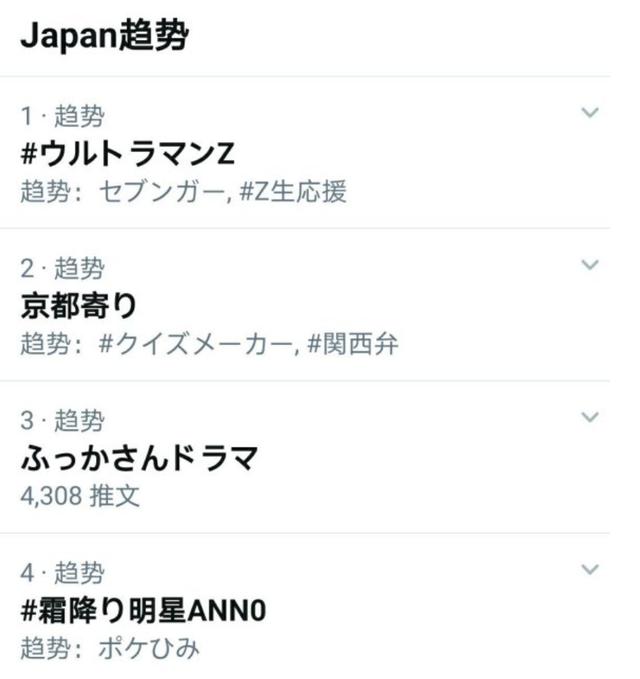 Japan趋势
1 · 趋势
#ウルトラマンZ
趋势：セブンガー, #Z生応援
2 · 趋势
京都寄り
趋势：#クイズメーカー, #関西弁
3 · 趋势
ふっかさんドラマ
4,308 推文
4 · 趋势
#霜降り明星ANN0
趋势：ポケひみ